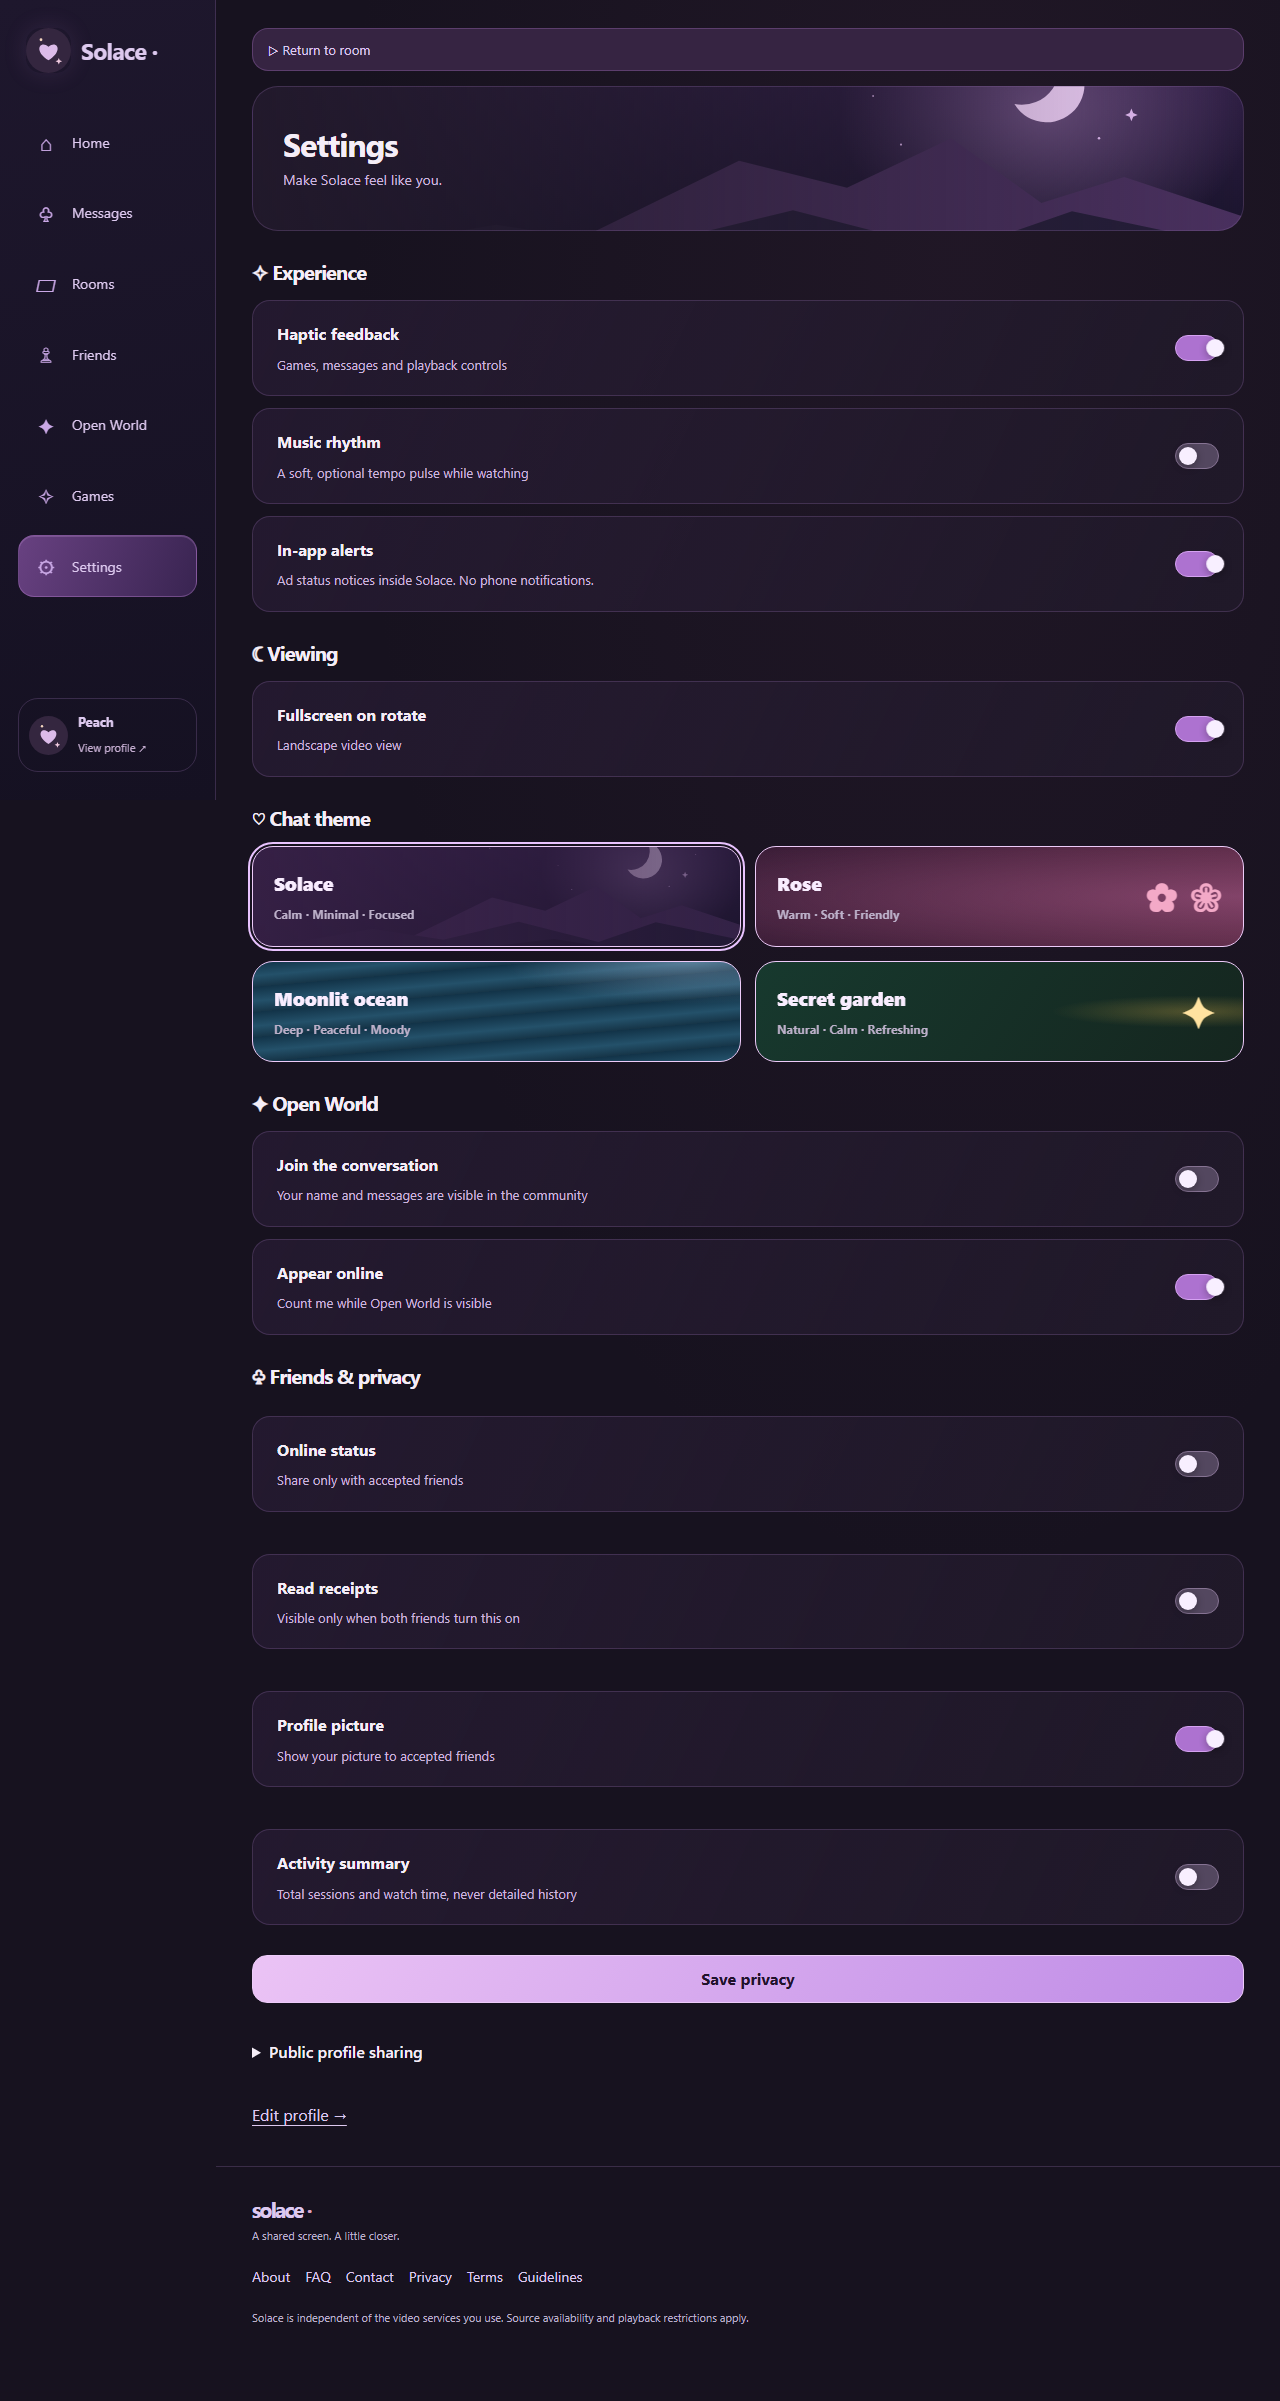 Solace ·
Home
Messages
Rooms
Friends
Open World
Games
Settings
Peach
View profile ↗
▷ Return to room
Settings
Make Solace feel like you.
✧ Experience
Haptic feedback
Games, messages and playback controls
Music rhythm
A soft, optional tempo pulse while watching
In-app alerts
Ad status notices inside Solace. No phone notifications.
☾ Viewing
Fullscreen on rotate
Landscape video view
♡ Chat theme
Solace
Calm · Minimal · Focused
Rose
Warm · Soft · Friendly
Moonlit ocean
Deep · Peaceful · Moody
Secret garden
Natural · Calm · Refreshing
✦ Open World
Join the conversation
Your name and messages are visible in the community
Appear online
Count me while Open World is visible
♧ Friends & privacy
Online status
Share only with accepted friends
Read receipts
Visible only when both friends turn this on
Profile picture
Show your picture to accepted friends
Activity summary
Total sessions and watch time, never detailed history
Save privacy
▶ Public profile sharing
Edit profile →
solace ·
A shared screen. A little closer.
About FAQ Contact Privacy Terms Guidelines
Solace is independent of the video services you use. Source availability and playback restrictions apply.